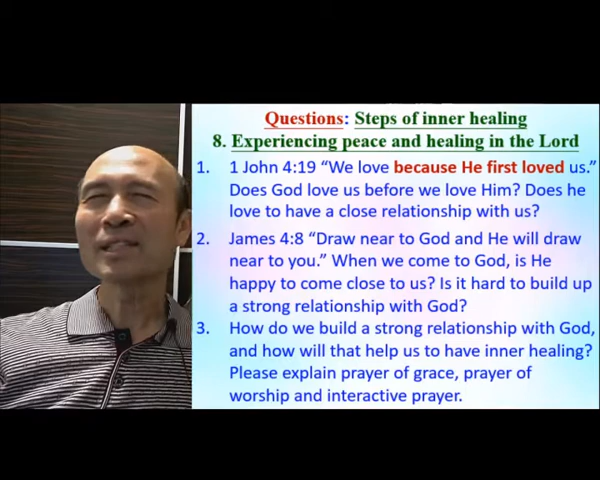 Questions: Steps of inner healing
8. Experiencing peace and healing in the Lord
1. 1 John 4:19 “We love because He first loved us.”
Does God love us before we love Him? Does he
love to have a close relationship with us?
2. James 4:8 “Draw near to God and He will draw
near to you.” When we come to God, is He
happy to come close to us? Is it hard to build up
a strong relationship with God?
3. How do we build a strong relationship with God,
and how will that help us to have inner healing?
Please explain prayer of grace, prayer of
worship and interactive prayer.